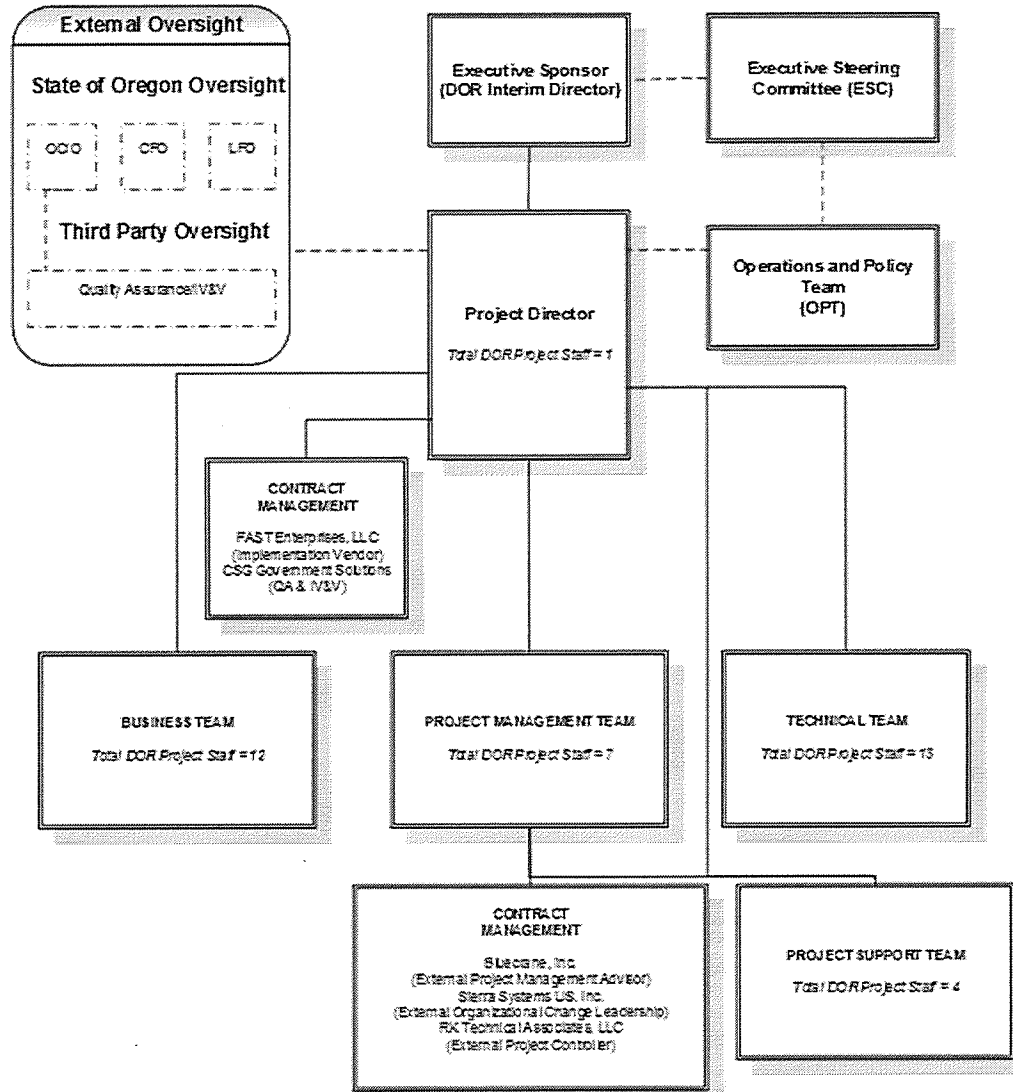 External Oversight
State of Oregon Oversight
OCIO
CFO
LFO
Third Party Oversight
Quality Assurance/IV&V
Executive Sponsor
(DOR Interim Director)
Executive Steering
Committee (ESC)
Operations and Policy
Team
(OPT)
Project Director
Total DOR Project Staff = 1
CONTRACT
MANAGEMENT
FAST Enterprises, LLC
(Implementation Vendor)
CSG Government Solutions
(QA & IV&V)
BUSINESS TEAM
Total DOR Project Staff = 12
PROJECT MANAGEMENT TEAM
Total DOR Project Staff = 7
TECHNICAL TEAM
Total DOR Project Staff =
CONTRACT
MANAGEMENT
Bluecrane, Inc.
(External Project Management Advisor)
Sierra Systems US, Inc.
(External Organizational Change Leadership)
RK Technical Associates, LLC
(External Project Controller)
PROJECT SUPPORT TEAM
Total DOR Project Staff = 4